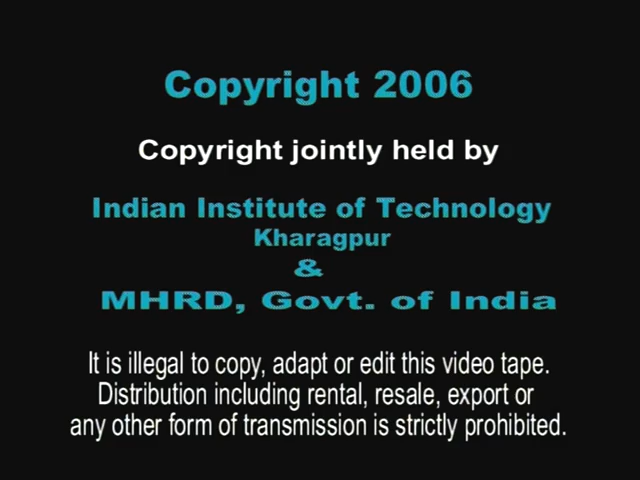 Copyright 2006
Copyright jointly held by
Indian Institute of Technology
Kharagpur
&
MHRD, Govt. of India
It is illegal to copy, adapt or edit this video tape.
Distribution including rental, resale, export or
any other form of transmission is strictly prohibited.